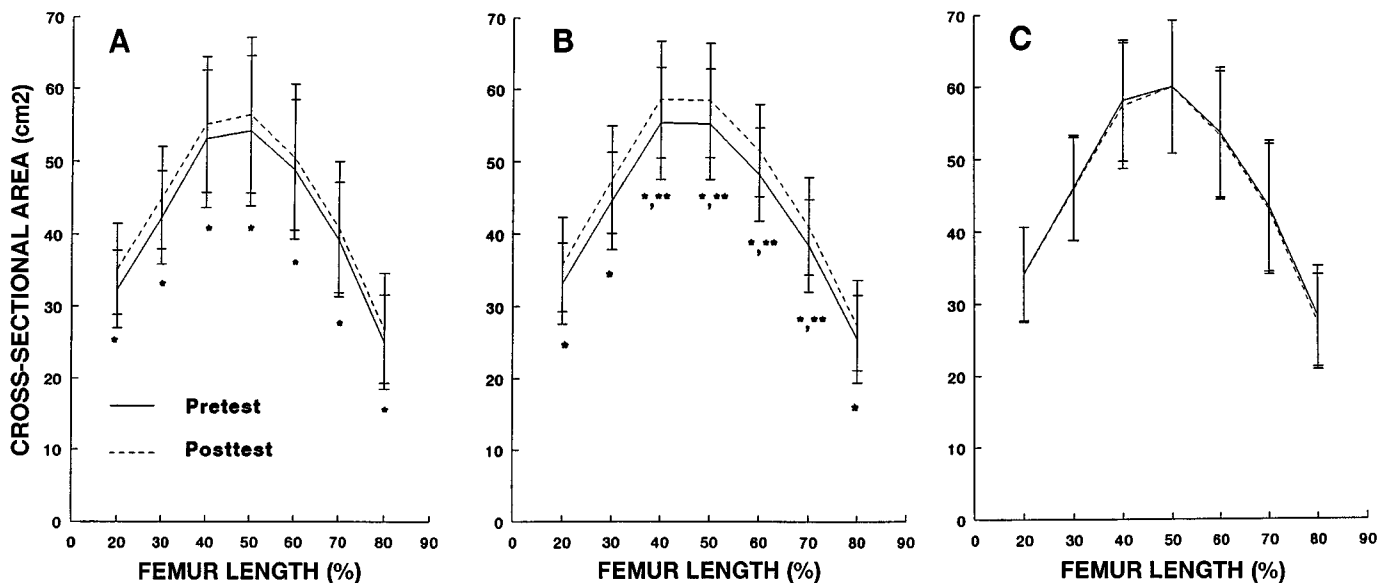 A
B
C
CROSS-SECTIONAL AREA (cm2)
70
60
50
40
30
20
10
0
* * * * * * *
Pretest
Posttest
0 20 30 40 50 60 70 80 90
FEMUR LENGTH (%)
70
60
50
40
30
20
10
0
* * *,** *,** *,** *,** *
0 20 30 40 50 60 70 80 90
FEMUR LENGTH (%)
70
60
50
40
30
20
10
0
0 20 30 40 50 60 70 80 90
FEMUR LENGTH (%)